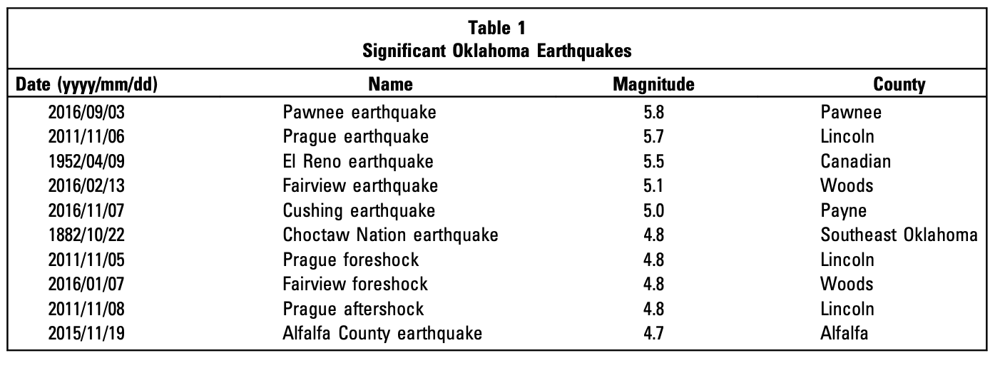 Table 1
Significant Oklahoma Earthquakes
Date (yyyy/mm/dd) Name Magnitude County
2016/09/03 Pawnee earthquake 5.8 Pawnee
2011/11/06 Prague earthquake 5.7 Lincoln
1952/04/09 El Reno earthquake 5.5 Canadian
2016/02/13 Fairview earthquake 5.1 Woods
2016/11/07 Cushing earthquake 5.0 Payne
1882/10/22 Choctaw Nation earthquake 4.8 Southeast Oklahoma
2011/11/05 Prague foreshock 4.8 Lincoln
2016/01/07 Fairview foreshock 4.8 Woods
2011/11/08 Prague aftershock 4.8 Lincoln
2015/11/19 Alfalfa County earthquake 4.7 Alfalfa